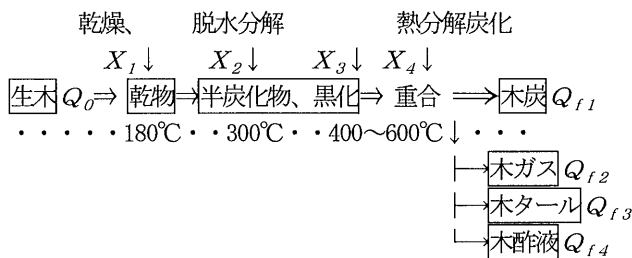 乾燥、 脱水分解 熱分解炭化
X1↓ X2↓ X3↓ X4↓
生木 Q0 ⇒ 乾物 ⇒ 半炭化物、黒化 ⇒ 重合 ⟹ 木炭 Qf1
・・・・・180℃・・300℃・・400～600℃↓・・・
木ガス Qf2
木タール Qf3
木酢液 Qf4